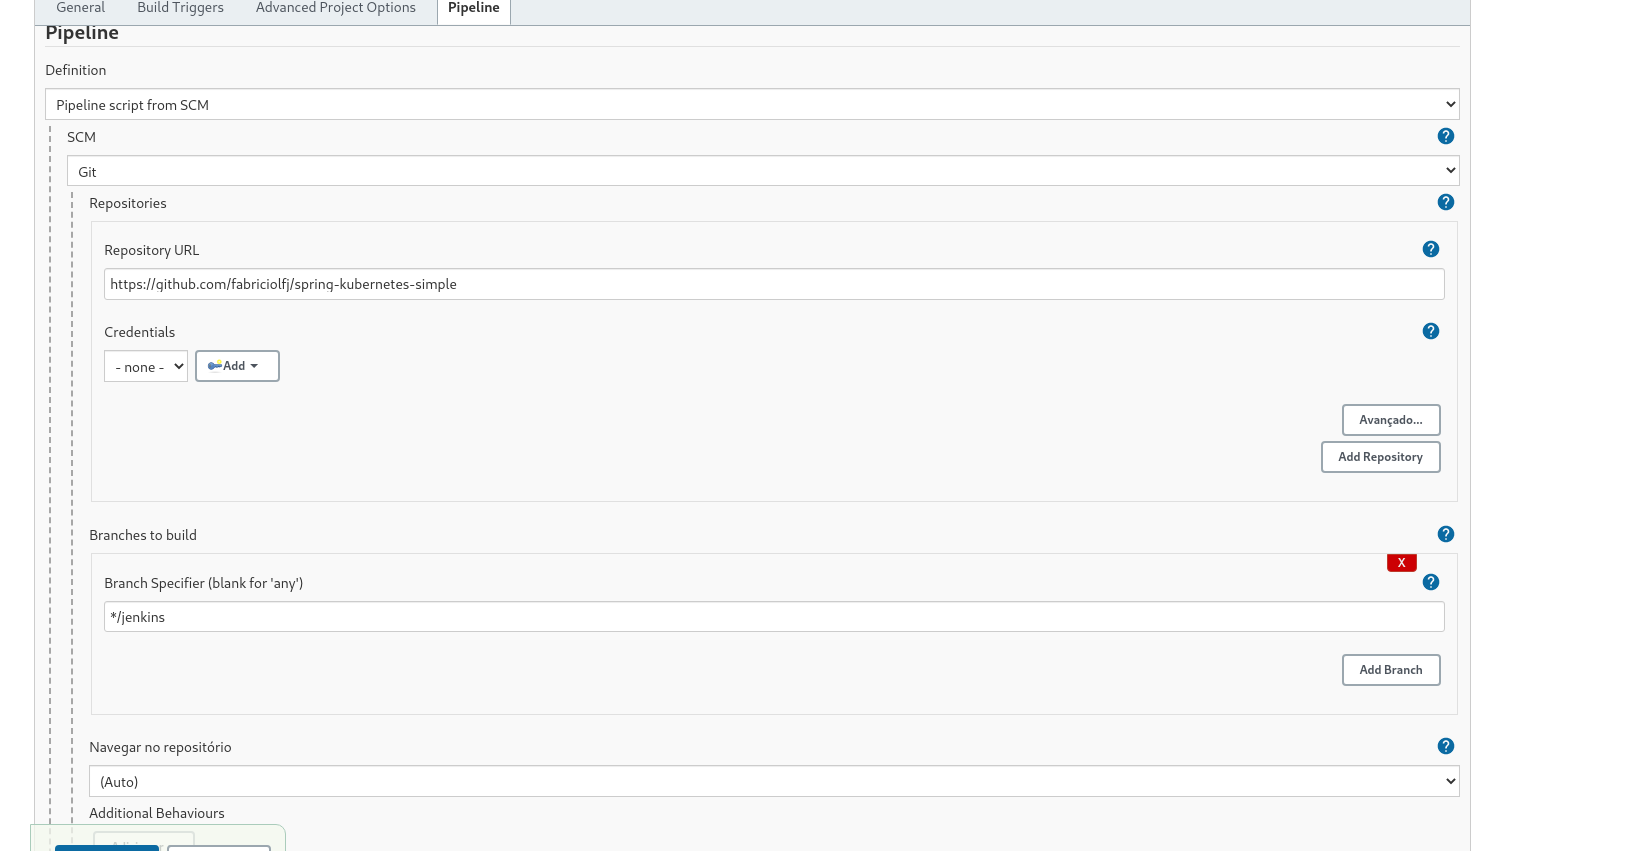 General Build Triggers Advanced Project Options Pipeline
Pipeline
Definition
Pipeline script from SCM
SCM
?
Git
Repositories
?
Repository URL
?
https://github.com/fabriciolfj/spring-kubernetes-simple
Credentials
?
- none -
Add
Avançado...
Add Repository
Branches to build
?
X
Branch Specifier (blank for 'any')
?
*/jenkins
Add Branch
Navegar no repositório
?
(Auto)
Additional Behaviours